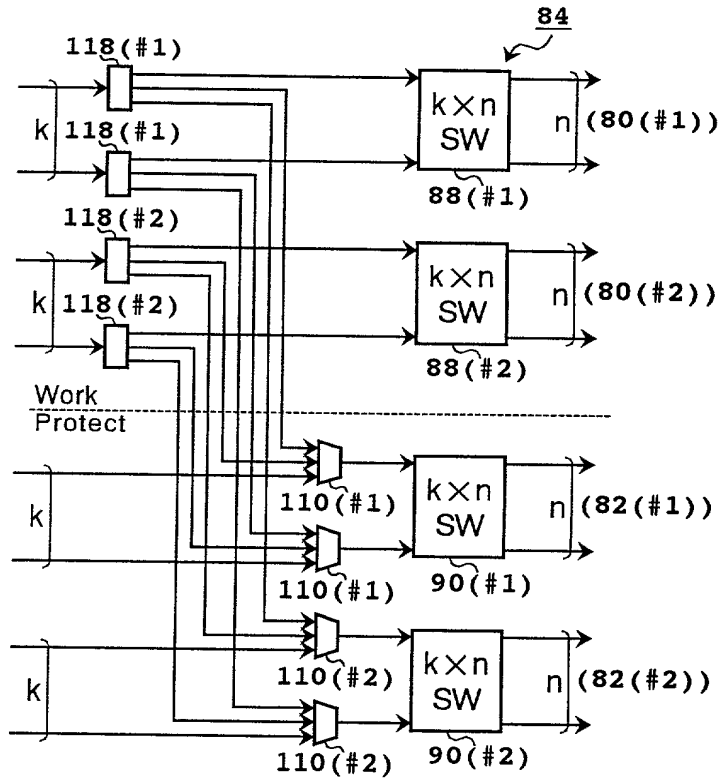 84
118(#1)
k×n
SW
n (80(#1))
k
118(#1)
88(#1)
118(#2)
k×n
SW
n (80(#2))
k
118(#2)
88(#2)
Work
Protect
k×n
SW
n (82(#1))
110(#1)
k
110(#1)
90(#1)
k×n
SW
n (82(#2))
110(#2)
k
110(#2)
90(#2)